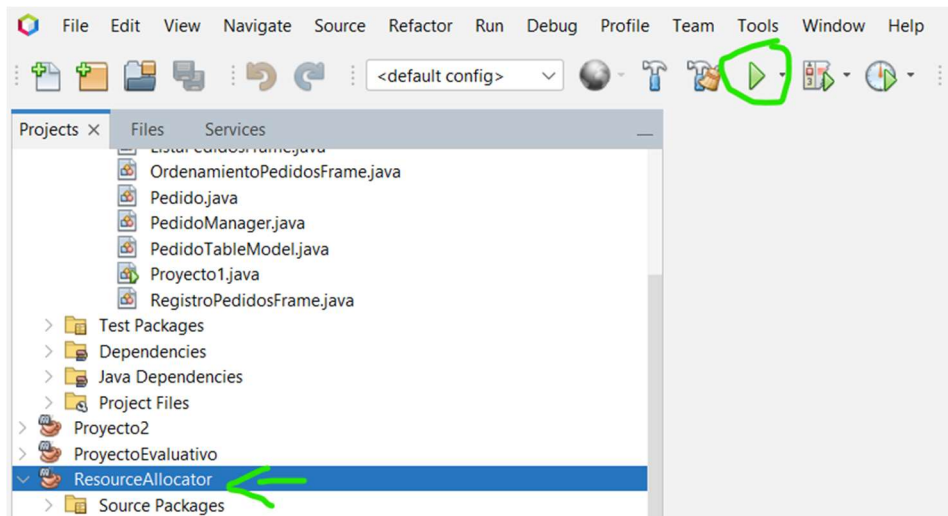 File Edit View Navigate Source Refactor Run Debug Profile Team Tools Window Help
<default config>
Projects Files Services
ListaPedidosFrame.java
OrdenamientoPedidosFrame.java
Pedido.java
PedidoManager.java
PedidoTableModel.java
Proyecto1.java
RegistroPedidosFrame.java
Test Packages
Dependencies
Java Dependencies
Project Files
Proyecto2
ProyectoEvaluativo
ResourceAllocator
Source Packages